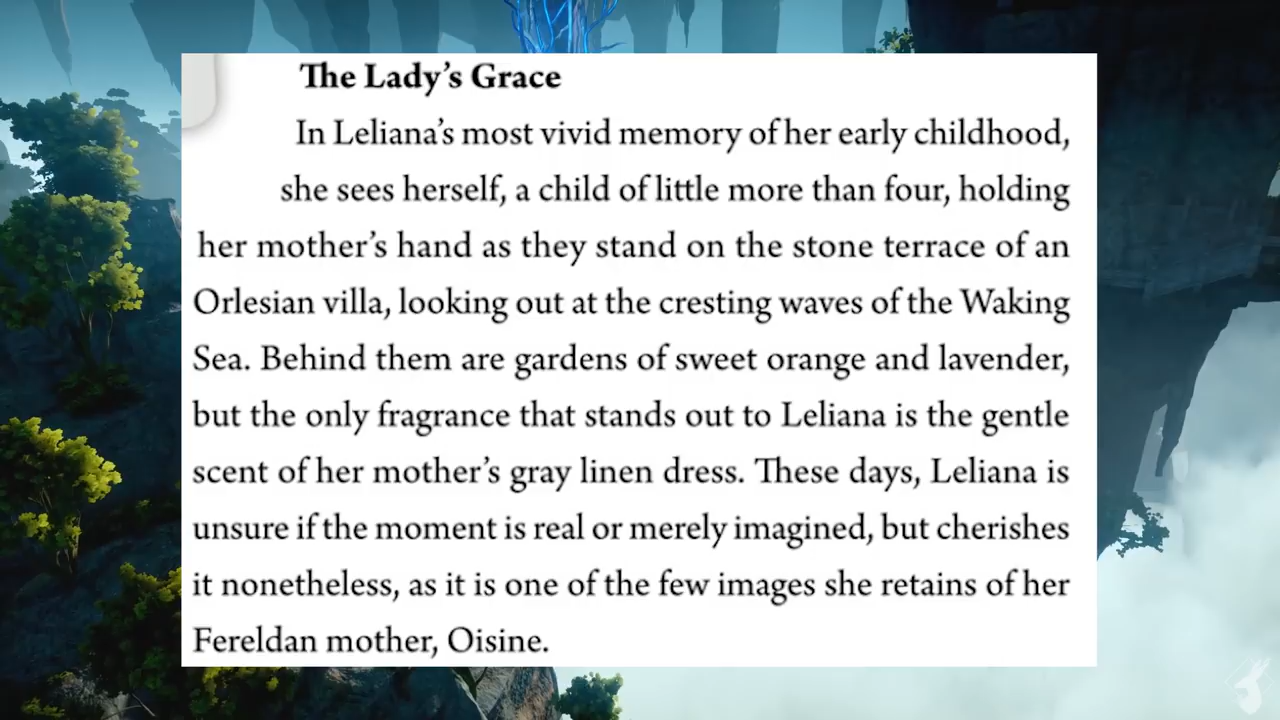 The Lady’s Grace
In Leliana’s most vivid memory of her early childhood,
she sees herself, a child of little more than four, holding
her mother’s hand as they stand on the stone terrace of an
Orlesian villa, looking out at the cresting waves of the Waking
Sea. Behind them are gardens of sweet orange and lavender,
but the only fragrance that stands out to Leliana is the gentle
scent of her mother’s gray linen dress. These days, Leliana is
unsure if the moment is real or merely imagined, but cherishes
it nonetheless, as it is one of the few images she retains of her
Fereldan mother, Oisine.